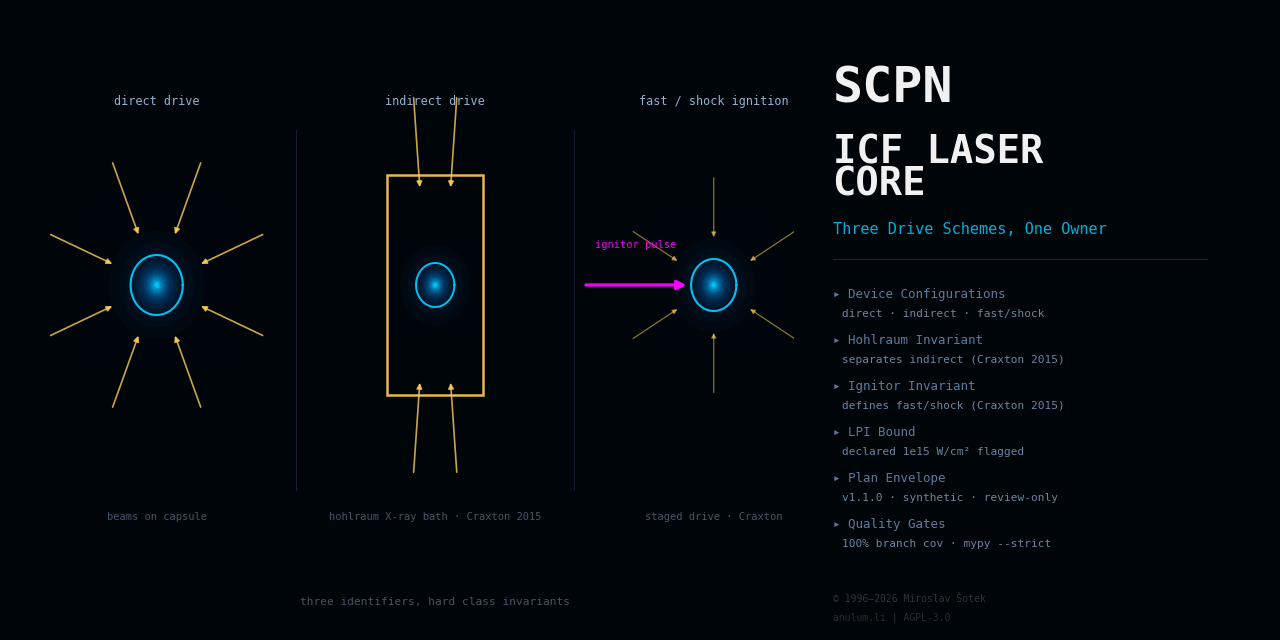 direct drive
indirect drive
fast / shock ignition
ignitor pulse
beams on capsule
hohlraum X-ray bath · Craxton 2015
staged drive · Craxton
three identifiers, hard class invariants
SCPN
ICF LASER
CORE
Three Drive Schemes, One Owner
▸ Device Configurations
direct · indirect · fast/shock
▸ Hohlraum Invariant
separates indirect (Craxton 2015)
▸ Ignitor Invariant
defines fast/shock (Craxton 2015)
▸ LPI Bound
declared 1e15 W/cm² flagged
▸ Plan Envelope
v1.1.0 · synthetic · review-only
▸ Quality Gates
100% branch cov · mypy --strict
© 1996–2026 Miroslav Šotek
anulum.li | AGPL-3.0